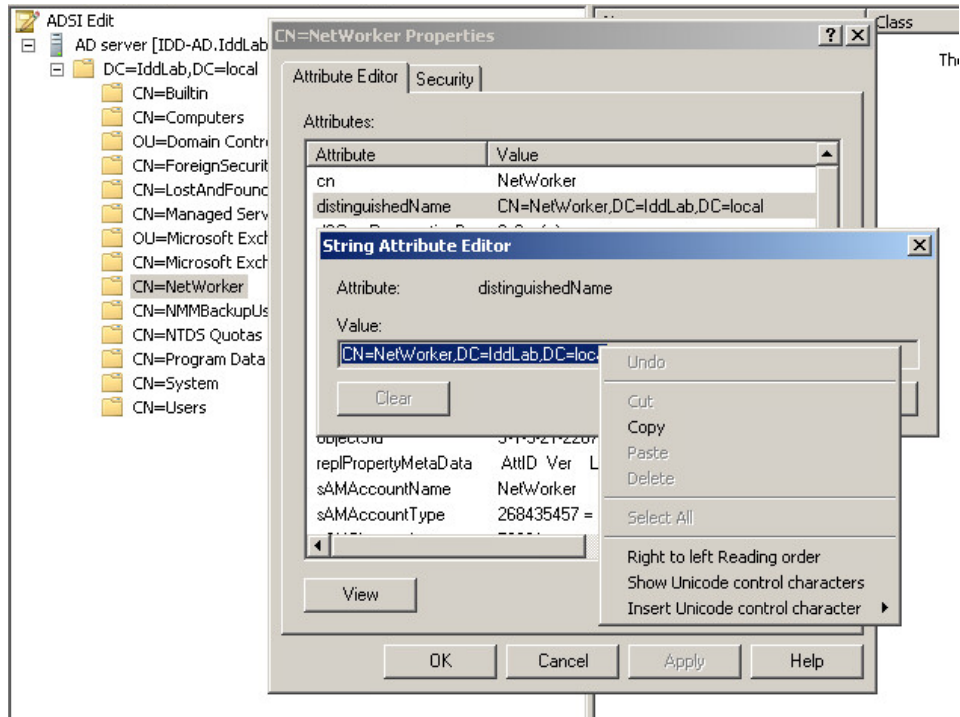 ADSI Edit
AD server [IDD-AD.IddLab
DC=IddLab,DC=local
CN=Builtin
CN=Computers
OU=Domain Contr
CN=ForeignSecurit
CN=LostAndFound
CN=Managed Serv
OU=Microsoft Exch
CN=Microsoft Exch
CN=NetWorker
CN=NMMBackupUs
CN=NTDS Quotas
CN=Program Data
CN=System
CN=Users
Class
The
CN=NetWorker Properties
Attribute Editor Security
Attributes:
Attribute Value
cn NetWorker
distinguishedName CN=NetWorker,DC=IddLab,DC=local
String Attribute Editor
Attribute: distinguishedName
Value:
CN=NetWorker,DC=IddLab,DC=loca
Clear
Undo
Cut
Copy
Paste
Delete
Select All
Right to left Reading order
Show Unicode control characters
Insert Unicode control character
objectSid
replPropertyMetaData AttID Ver L
sAMAccountName NetWorker
sAMAccountType 268435457 =
View
OK Cancel Apply Help